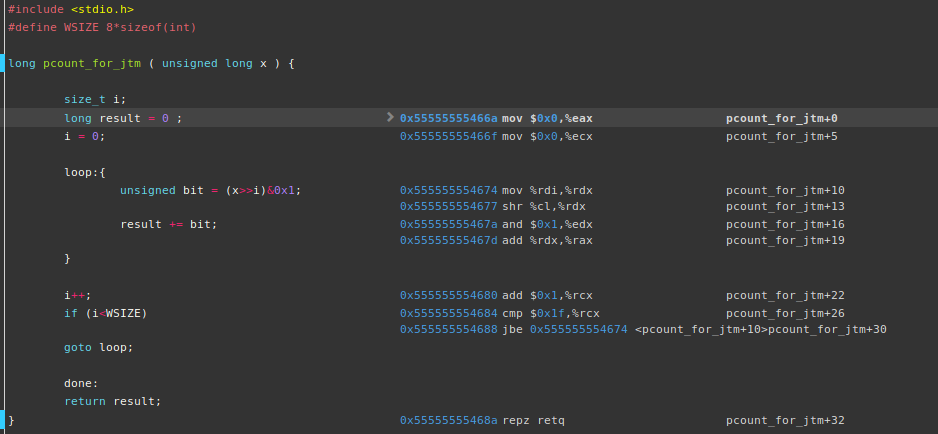 #include <stdio.h>
#define WSIZE 8*sizeof(int)
long pcount_for_jtm ( unsigned long x ) {
size_t i;
long result = 0 ; > 0x55555555466a mov $0x0,%eax pcount_for_jtm+0
i = 0; 0x55555555466f mov $0x0,%ecx pcount_for_jtm+5
loop:{
unsigned bit = (x>>i)&0x1; 0x555555554674 mov %rdi,%rdx pcount_for_jtm+10
0x555555554677 shr %cl,%rdx pcount_for_jtm+13
result += bit; 0x55555555467a and $0x1,%edx pcount_for_jtm+16
0x55555555467d add %rdx,%rax pcount_for_jtm+19
}
i++; 0x555555554680 add $0x1,%rcx pcount_for_jtm+22
if (i<WSIZE) 0x555555554684 cmp $0x1f,%rcx pcount_for_jtm+26
0x555555554688 jbe 0x555555554674 <pcount_for_jtm+10>pcount_for_jtm+30
goto loop;
done:
return result;
} 0x55555555468a repz retq pcount_for_jtm+32